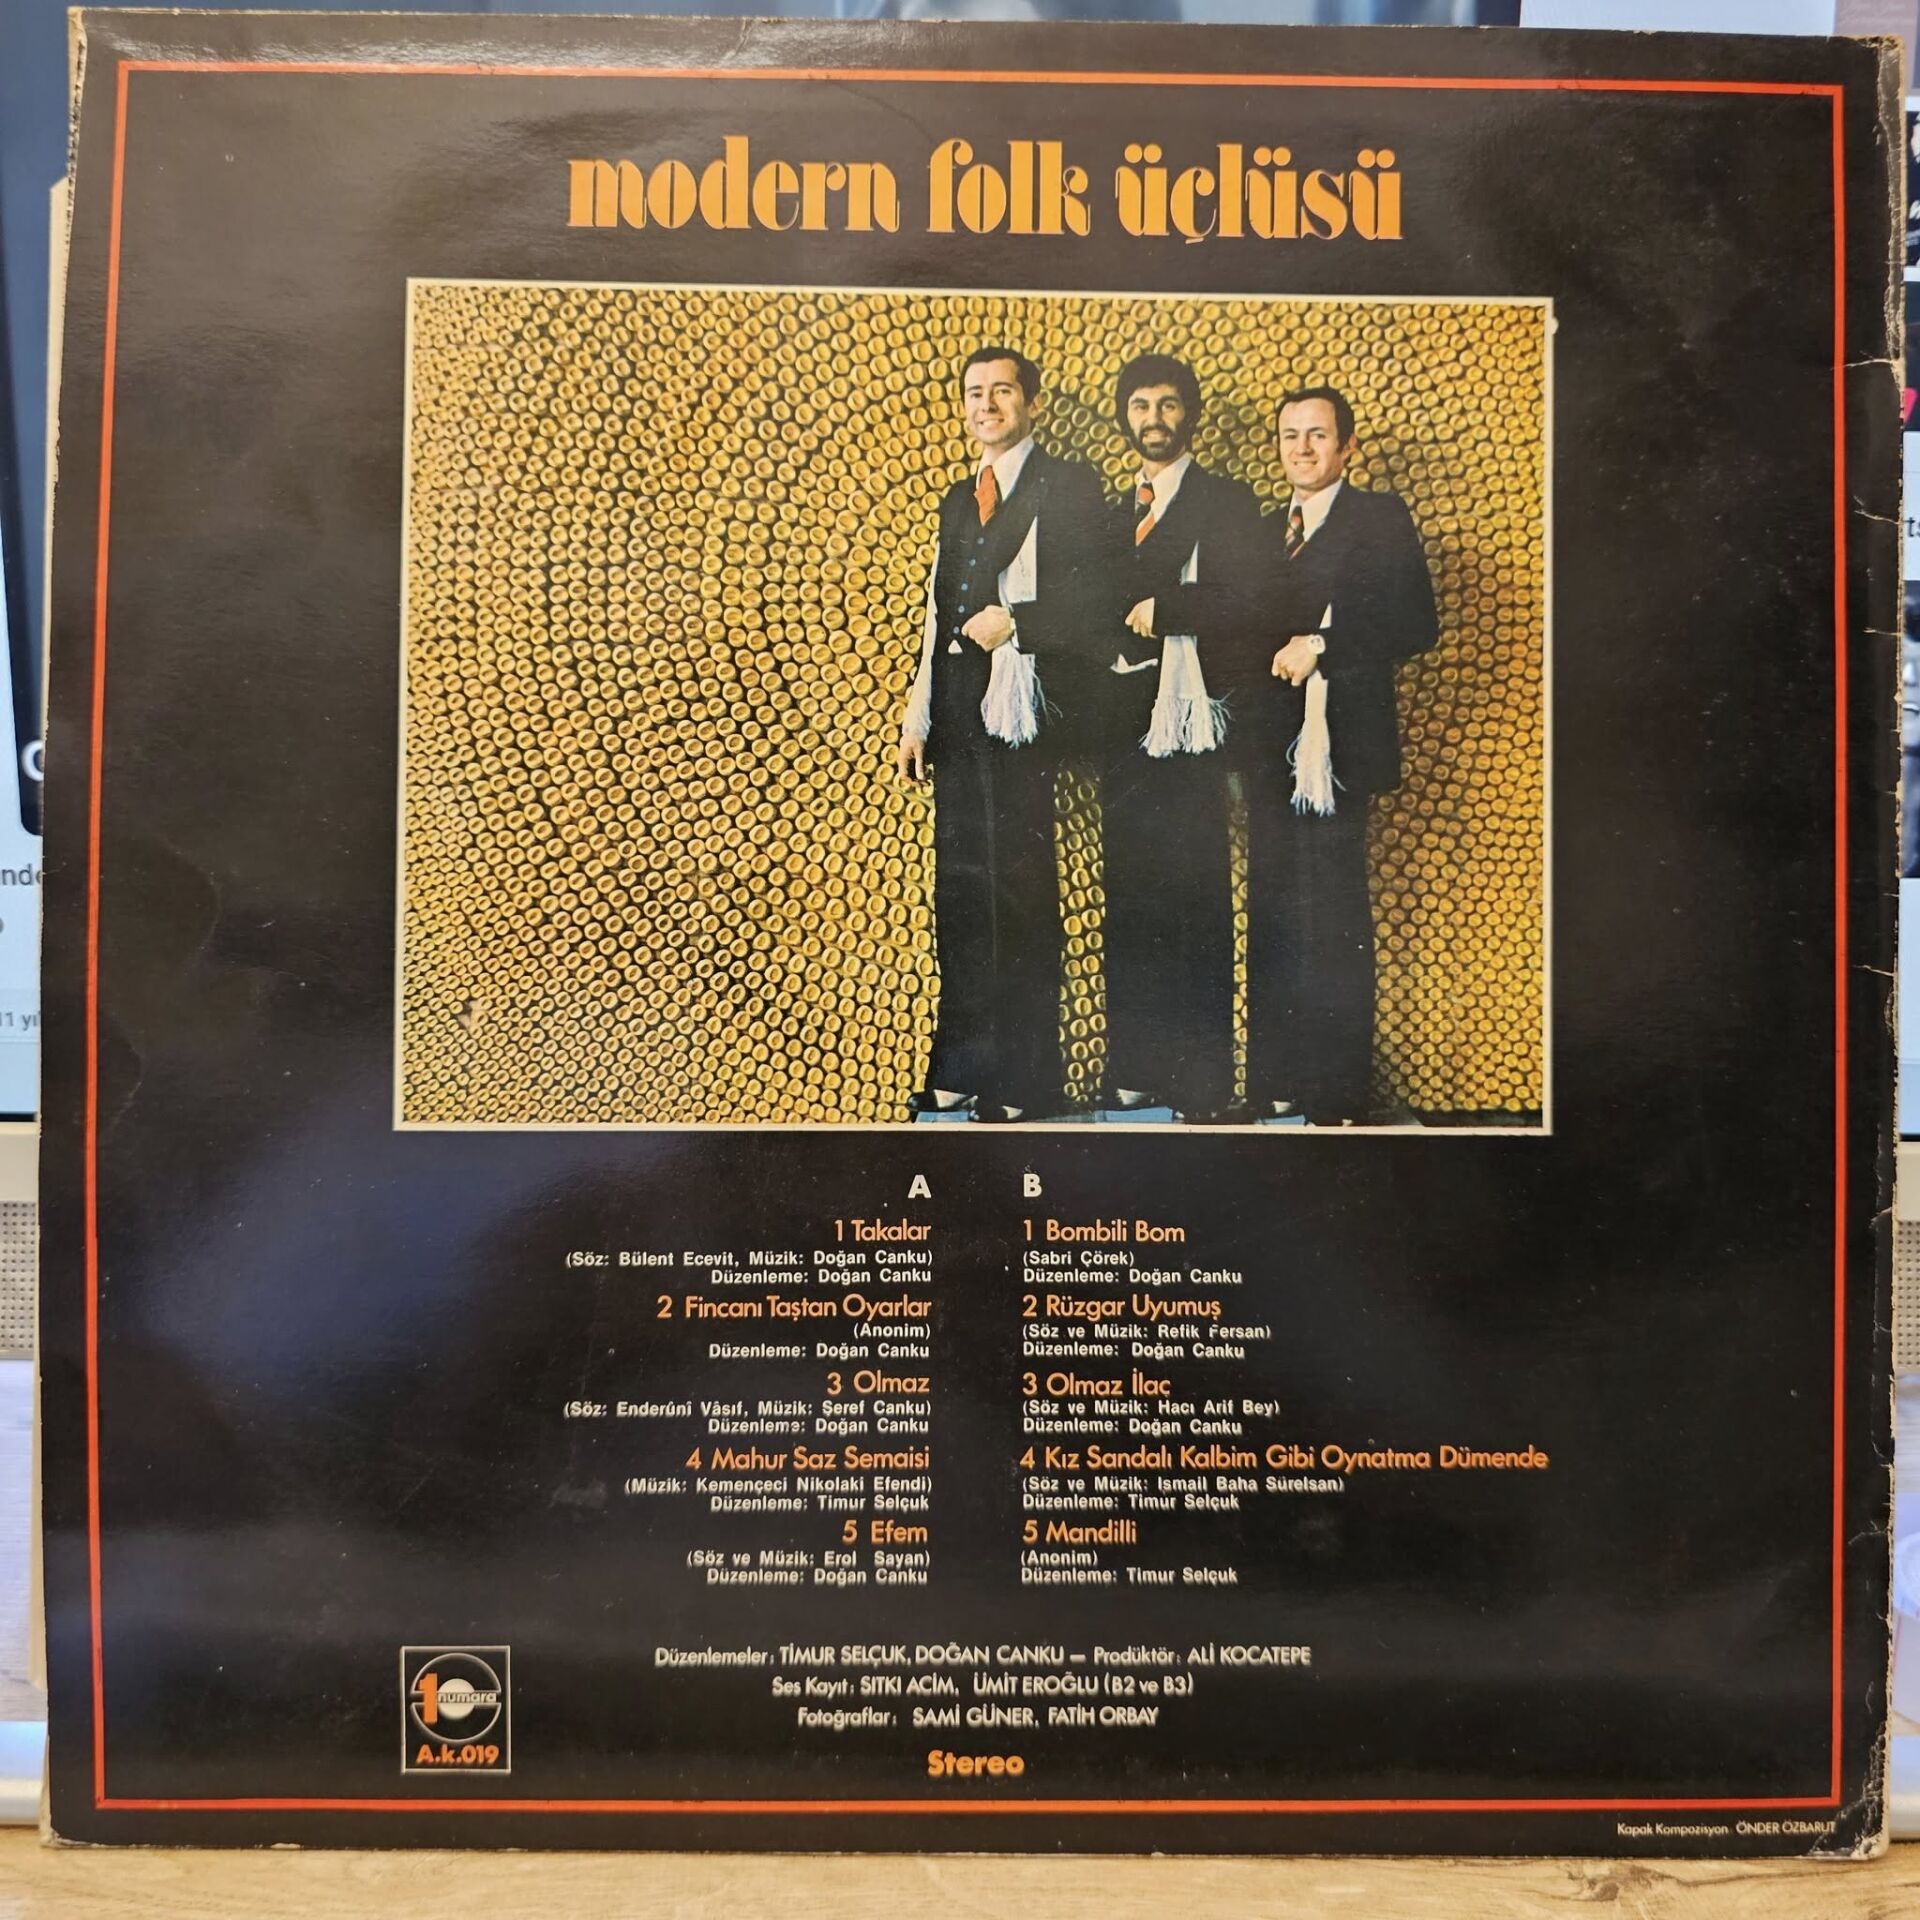 modern folk üçlüsü
A
1 Takalar
(Söz: Bülent Ecevit, Müzik: Doğan Canku)
Düzenleme: Doğan Canku
2 Fincanı Taştan Oyarlar
(Anonim)
Düzenleme: Doğan Canku
3 Olmaz
(Söz: Enderûnî Vâsıf, Müzik: Şeref Canku)
Düzenleme: Doğan Canku
4 Mahur Saz Semaisi
(Müzik: Kemençeci Nikolaki Efendi)
Düzenleme: Timur Selçuk
5 Efem
(Söz ve Müzik: Erol Sayan)
Düzenleme: Doğan Canku
B
1 Bombili Bom
(Sabri Çörek)
Düzenleme: Doğan Canku
2 Rüzgar Uyumuş
(Söz ve Müzik: Refik Fersan)
Düzenleme: Doğan Canku
3 Olmaz İlaç
(Söz ve Müzik: Hacı Arif Bey)
Düzenleme: Doğan Canku
4 Kız Sandalı Kalbim Gibi Oynatma Dümende
(Söz ve Müzik: Ismail Baha Sürelsan)
Düzenleme: Timur Selçuk
5 Mandilli
(Anonim)
Düzenleme: Timur Selçuk
Düzenlemeler: TİMUR SELÇUK, DOĞAN CANKU – Prodüktör: ALİ KOCATEPE
Ses Kayıt: SITKI ACİM, ÜMİT EROĞLU (B2 ve B3)
Fotoğraflar: SAMİ GÜNER, FATİH ORBAY
1 numara
A.k.019
Stereo
Kapak Kompozisyon: ÖNDER ÖZBARUT
11 yıl